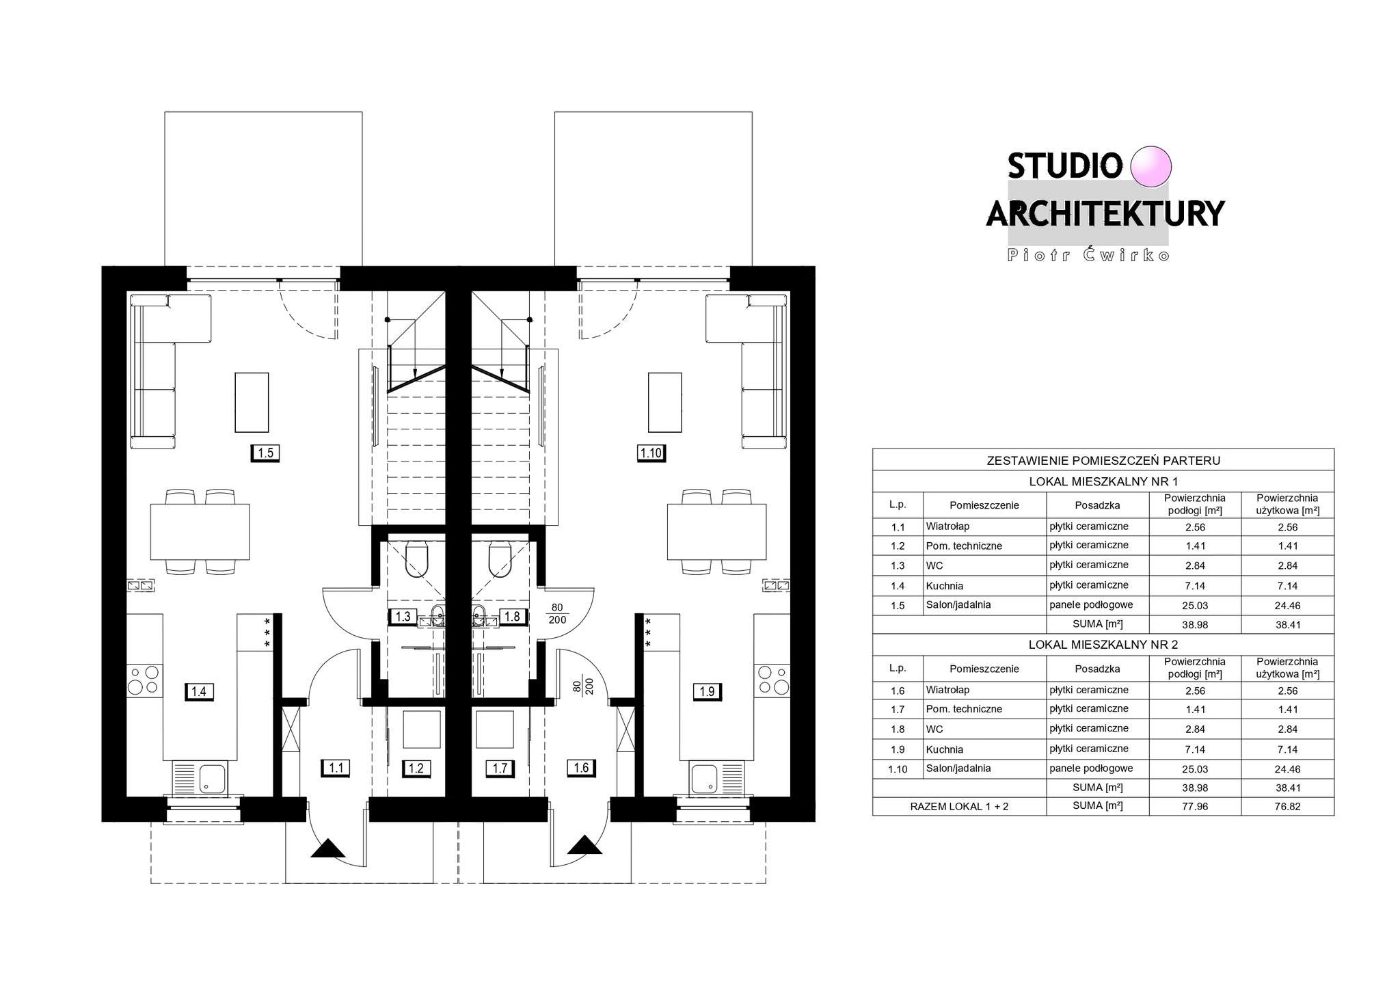 STUDIO
ARCHITEKTURY
Piotr Ćwirko
1.5
1.10
1.3
1.8
80
200
80
200
1.4
1.9
1.1
1.2
1.7
1.6
ZESTAWIENIE POMIESZCZEŃ PARTERU
LOKAL MIESZKALNY NR 1
L.p. Pomieszczenie Posadzka Powierzchnia podłogi [m²] Powierzchnia użytkowa [m²]
1.1 Wiatrołap płytki ceramiczne 2.56 2.56
1.2 Pom. techniczne płytki ceramiczne 1.41 1.41
1.3 WC płytki ceramiczne 2.84 2.84
1.4 Kuchnia płytki ceramiczne 7.14 7.14
1.5 Salon/jadalnia panele podłogowe 25.03 24.46
SUMA [m²] 38.98 38.41
LOKAL MIESZKALNY NR 2
L.p. Pomieszczenie Posadzka Powierzchnia podłogi [m²] Powierzchnia użytkowa [m²]
1.6 Wiatrołap płytki ceramiczne 2.56 2.56
1.7 Pom. techniczne płytki ceramiczne 1.41 1.41
1.8 WC płytki ceramiczne 2.84 2.84
1.9 Kuchnia płytki ceramiczne 7.14 7.14
1.10 Salon/jadalnia panele podłogowe 25.03 24.46
SUMA [m²] 38.98 38.41
RAZEM LOKAL 1 + 2 SUMA [m²] 77.96 76.82